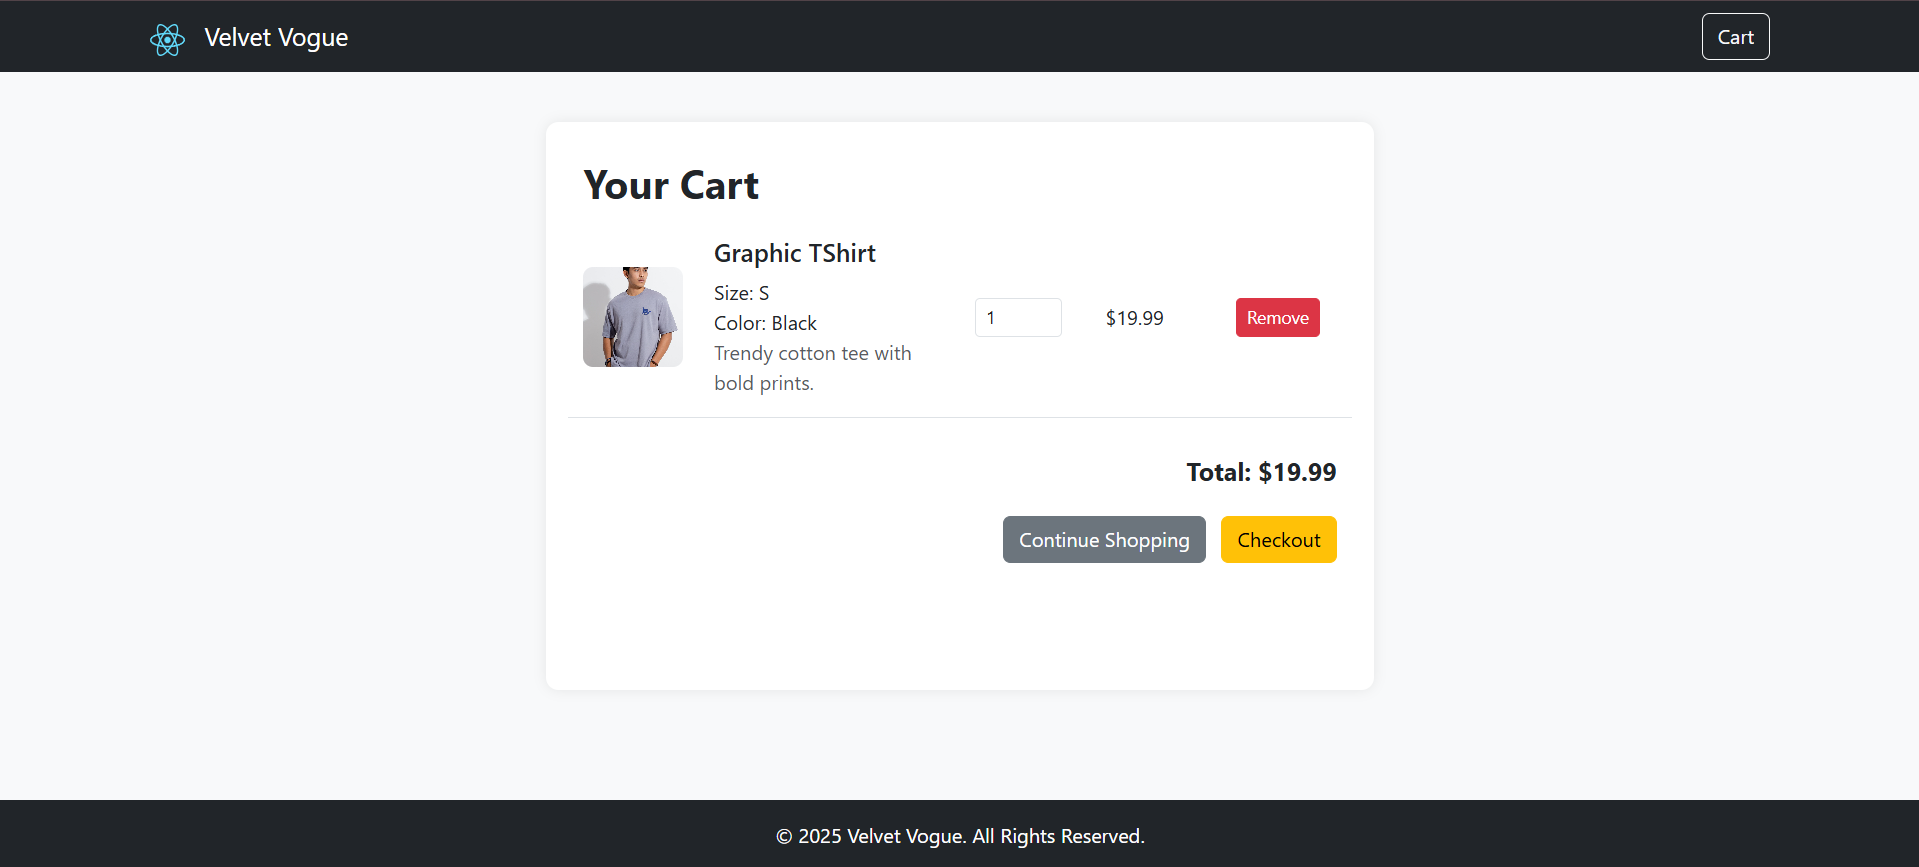 Velvet Vogue
Cart
Your Cart
Graphic TShirt
Size: S
Color: Black
Trendy cotton tee with
bold prints.
1
$19.99
Remove
Total: $19.99
Continue Shopping
Checkout
© 2025 Velvet Vogue. All Rights Reserved.